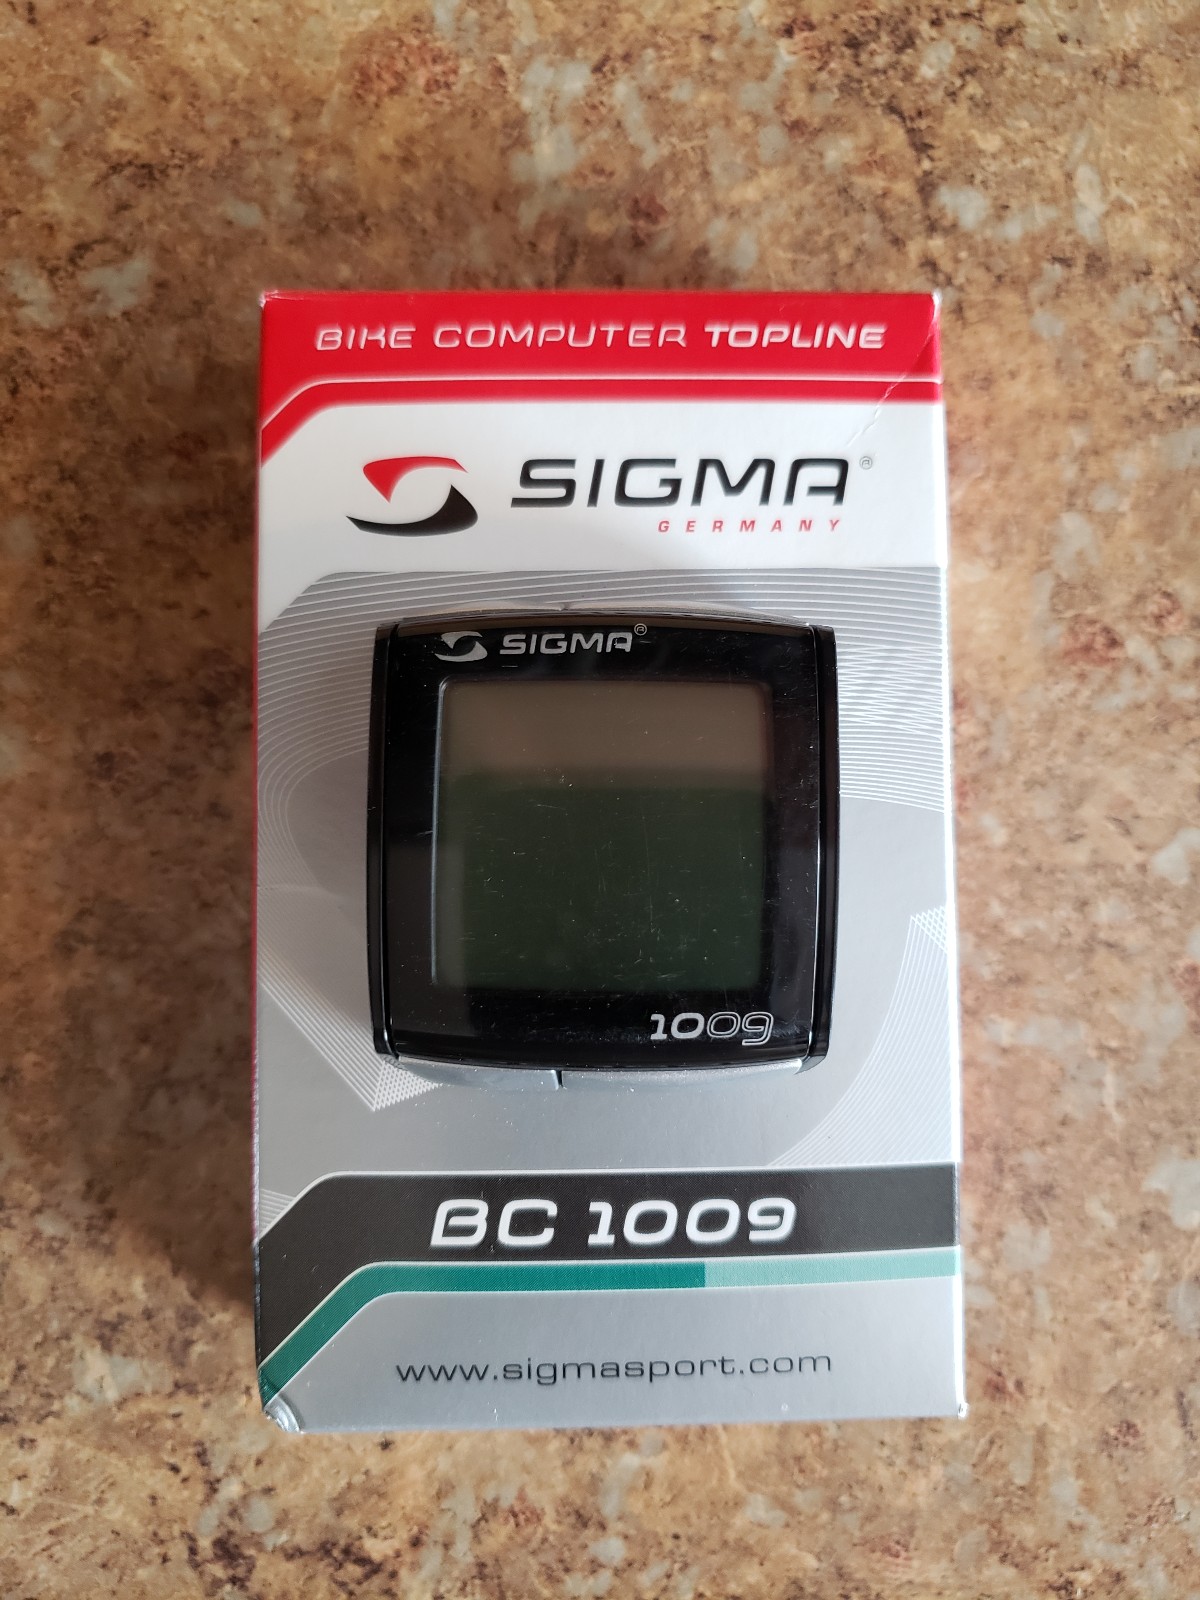 BIKE COMPUTER TOPLINE
SIGMA®
GERMANY
SIGMA®
1009
BC 1009
www.sigmasport.com